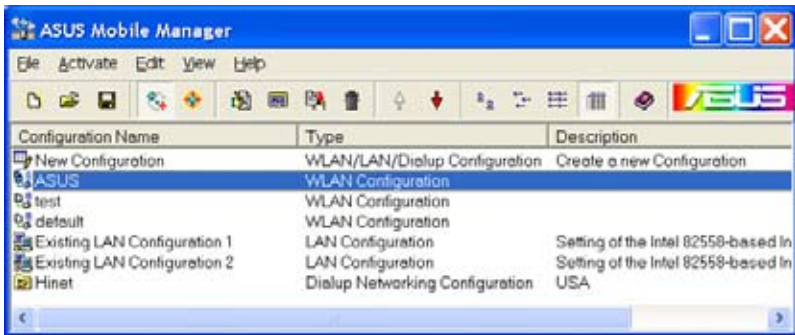 ASUS Mobile Manager
File Activate Edit View Help
ASUS
Configuration Name Type Description
New Configuration WLAN/LAN/Dialup Configuration Create a new Configuration
ASUS WLAN Configuration
test WLAN Configuration
default WLAN Configuration
Existing LAN Configuration 1 LAN Configuration Setting of the Intel 82558-based In
Existing LAN Configuration 2 LAN Configuration Setting of the Intel 82558-based In
Hinet Dialup Networking Configuration USA